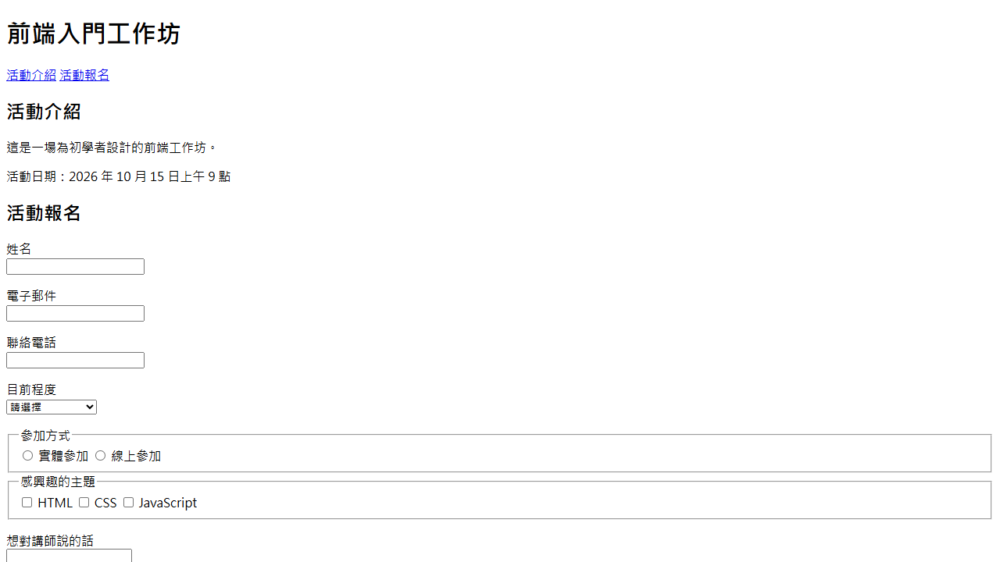 前端入門工作坊
活動介紹 活動報名
活動介紹
這是一場為初學者設計的前端工作坊。
活動日期：2026 年 10 月 15 日上午 9 點
活動報名
姓名
電子郵件
聯絡電話
目前程度
請選擇
參加方式
實體參加 線上參加
感興趣的主題
HTML CSS JavaScript
想對講師說的話